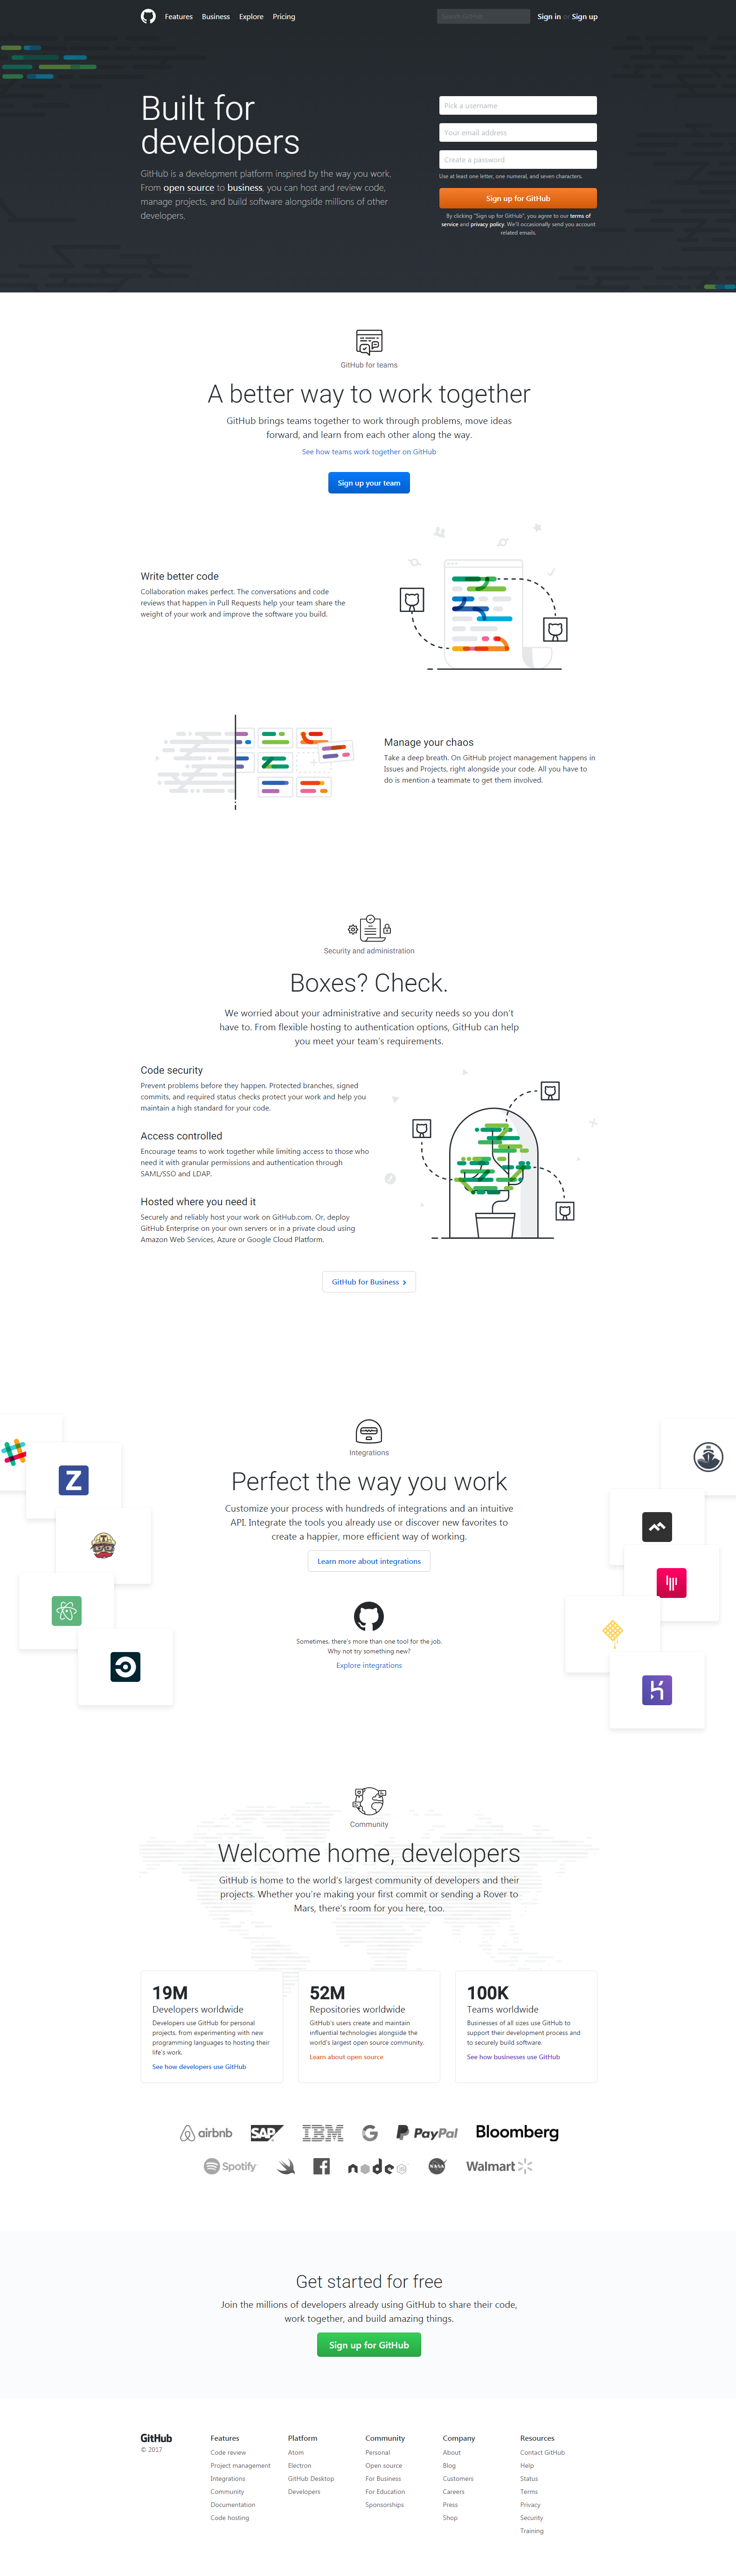 Features Business Explore Pricing
Search GitHub
Sign in or Sign up
Built for
developers
GitHub is a development platform inspired by the way you work.
From open source to business, you can host and review code,
manage projects, and build software alongside millions of other
developers.
Pick a username
Your email address
Create a password
Use at least one letter, one numeral, and seven characters.
Sign up for GitHub
By clicking "Sign up for GitHub", you agree to our terms of
service and privacy policy. We'll occasionally send you account
related emails.
GitHub for teams
A better way to work together
GitHub brings teams together to work through problems, move ideas
forward, and learn from each other along the way.
See how teams work together on GitHub
Sign up your team
Write better code
Collaboration makes perfect. The conversations and code
reviews that happen in Pull Requests help your team share the
weight of your work and improve the software you build.
Manage your chaos
Take a deep breath. On GitHub project management happens in
Issues and Projects, right alongside your code. All you have to
do is mention a teammate to get them involved.
Security and administration
Boxes? Check.
We worried about your administrative and security needs so you don't
have to. From flexible hosting to authentication options, GitHub can help
you meet your team's requirements.
Code security
Prevent problems before they happen. Protected branches, signed
commits, and required status checks protect your work and help you
maintain a high standard for your code.
Access controlled
Encourage teams to work together while limiting access to those who
need it with granular permissions and authentication through
SAML/SSO and LDAP.
Hosted where you need it
Securely and reliably host your work on GitHub.com. Or, deploy
GitHub Enterprise on your own servers or in a private cloud using
Amazon Web Services, Azure or Google Cloud Platform.
GitHub for Business ›
Integrations
Perfect the way you work
Customize your process with hundreds of integrations and an intuitive
API. Integrate the tools you already use or discover new favorites to
create a happier, more efficient way of working.
Learn more about integrations
Z
Sometimes, there's more than one tool for the job.
Why not try something new?
Explore integrations
Community
Welcome home, developers
GitHub is home to the world's largest community of developers and their
projects. Whether you're making your first commit or sending a Rover to
Mars, there's room for you here, too.
19M
Developers worldwide
Developers use GitHub for personal
projects, from experimenting with new
programming languages to hosting their
life's work.
See how developers use GitHub
52M
Repositories worldwide
GitHub's users create and maintain
influential technologies alongside the
world's largest open source community.
Learn about open source
100K
Teams worldwide
Businesses of all sizes use GitHub to
support their development process and
to securely build software.
See how businesses use GitHub
airbnb SAP IBM G PayPal Bloomberg
Spotify node JS NASA Walmart
Get started for free
Join the millions of developers already using GitHub to share their code,
work together, and build amazing things.
Sign up for GitHub
GitHub
© 2017
Features
Code review
Project management
Integrations
Community
Documentation
Code hosting
Platform
Atom
Electron
GitHub Desktop
Developers
Community
Personal
Open source
For Business
For Education
Sponsorships
Company
About
Blog
Customers
Careers
Press
Shop
Resources
Contact GitHub
Help
Status
Terms
Privacy
Security
Training